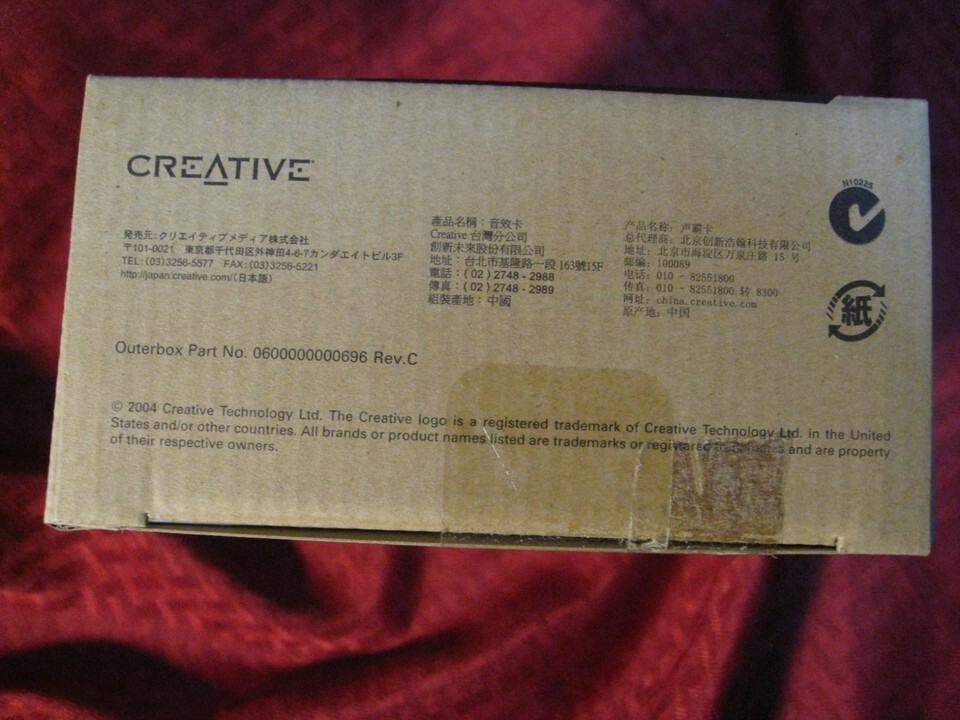 CREATIVE
発売元:クリエイティブメディア株式会社
〒101-0021 東京都千代田区外神田4-6-7カンダエイトビル3F
TEL:(03)3256-5577 FAX:(03)3256-5221
http://japan.creative.com/(日本語)
產品名稱:音效卡
Creative 台灣分公司
創新未來股份有限公司
地址:台北市基隆路一段 163號15F
電話:(02)2748-2988
傳真:(02)2748-2989
組裝產地:中國
产品名称:声霸卡
总代理商:北京创新浩翰科技有限公司
地址:北京市海淀区万泉庄路 15 号
邮编:100089
电话:010 - 82551800
传真:010 - 82551800 转 8300
网址:china.creative.com
原产地:中国
N10225
紙
Outerbox Part No. 0600000000696 Rev.C
© 2004 Creative Technology Ltd. The Creative logo is a registered trademark of Creative Technology Ltd. in the United
States and/or other countries. All brands or product names listed are trademarks or registered trademarks and are property
of their respective owners.